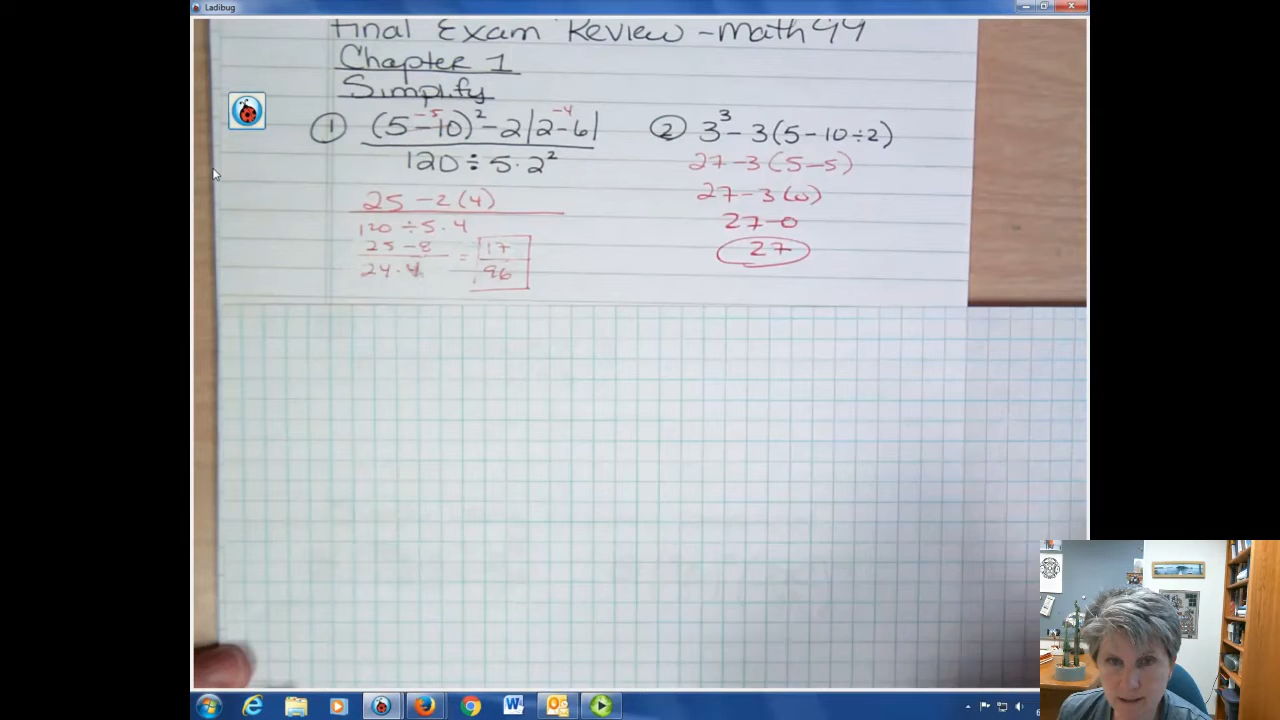 Ladibug
Final Exam Review - Math 99
Chapter 1
Simplify
① (5-10)² - 2|2-6|
-5
-4
120 ÷ 5 · 2²
25 - 2(4)
120 ÷ 5 · 4
25 - 8
24 · 4
= 17
96
② 3³ - 3(5 - 10 ÷ 2)
27 - 3(5 - 5)
27 - 3(0)
27 - 0
27